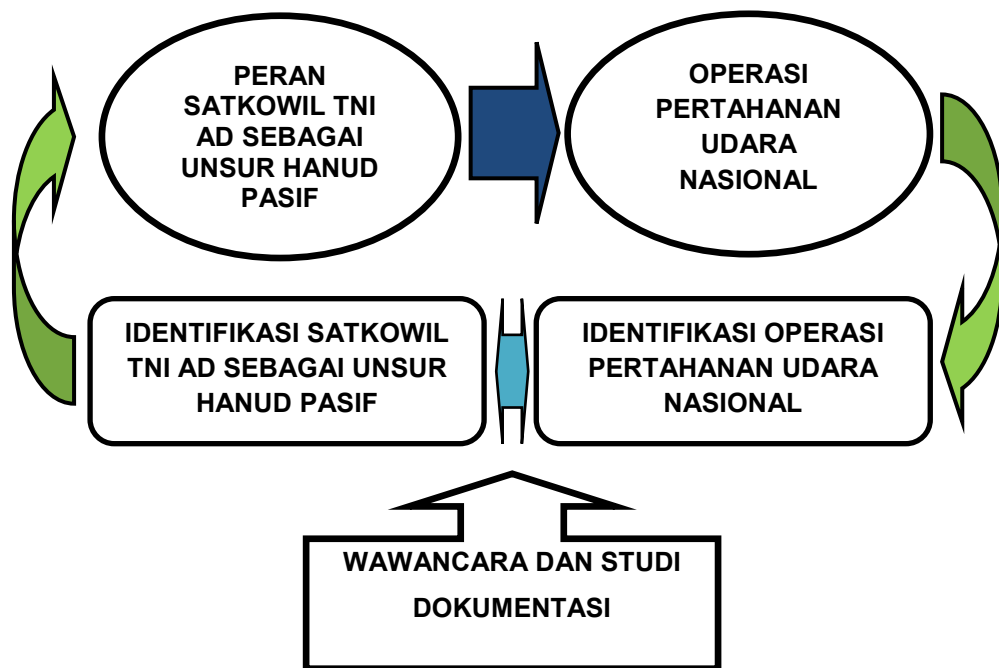 PERAN
SATKOWIL TNI
AD SEBAGAI
UNSUR HANUD
PASIF
OPERASI
PERTAHANAN
UDARA
NASIONAL
IDENTIFIKASI SATKOWIL
TNI AD SEBAGAI UNSUR
HANUD PASIF
IDENTIFIKASI OPERASI
PERTAHANAN UDARA
NASIONAL
WAWANCARA DAN STUDI
DOKUMENTASI